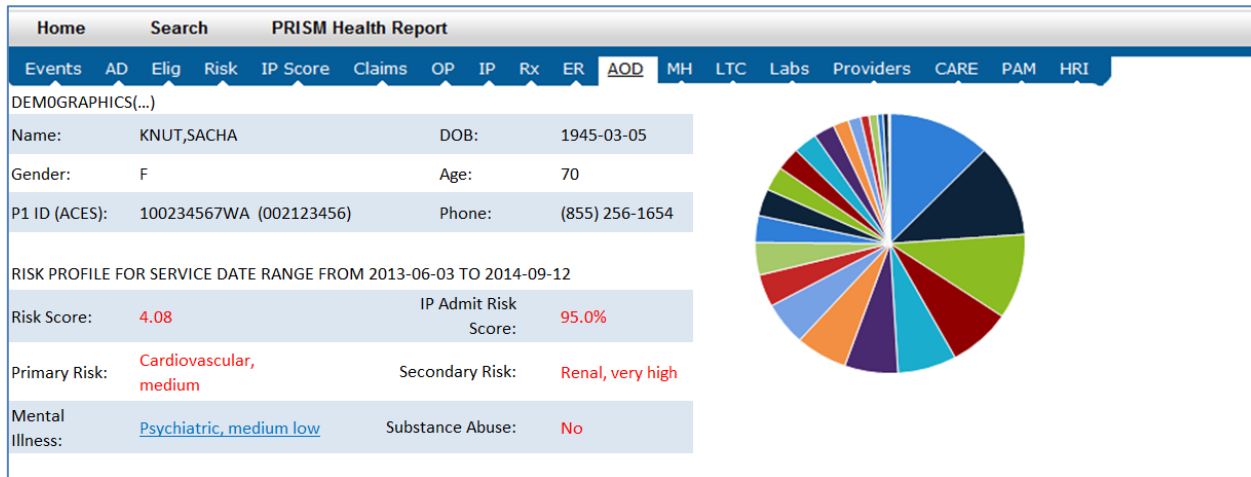 Home Search PRISM Health Report
Events AD Elig Risk IP Score Claims OP IP Rx ER AOD MH LTC Labs Providers CARE PAM HRI
DEM0GRAPHICS(...)
Name: KNUT,SACHA DOB: 1945-03-05
Gender: F Age: 70
P1 ID (ACES): 100234567WA (002123456) Phone: (855) 256-1654
RISK PROFILE FOR SERVICE DATE RANGE FROM 2013-06-03 TO 2014-09-12
Risk Score: 4.08 IP Admit Risk
Score: 95.0%
Primary Risk: Cardiovascular,
medium Secondary Risk: Renal, very high
Mental
Illness: Psychiatric, medium low Substance Abuse: No